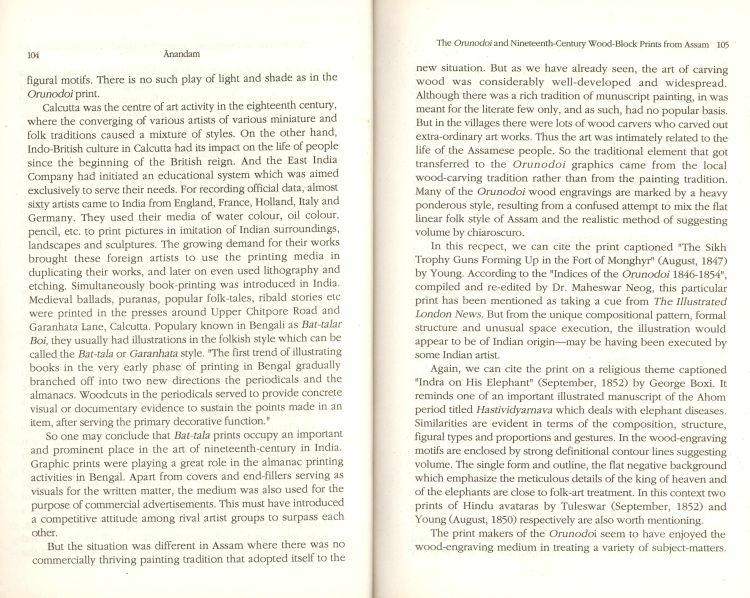 104 Ānandam
figural motifs. There is no such play of light and shade as in the
Orunodoi print.
Calcutta was the centre of art activity in the eighteenth century,
where the converging of various artists of various miniature and
folk traditions caused a mixture of styles. On the other hand,
Indo-British culture in Calcutta had its impact on the life of people
since the beginning of the British reign. And the East India
Company had initiated an educational system which was aimed
exclusively to serve their needs. For recording official data, almost
sixty artists came to India from England, France, Holland, Italy and
Germany. They used their media of water colour, oil colour,
pencil, etc. to print pictures in imitation of Indian surroundings,
landscapes and sculptures. The growing demand for their works
brought these foreign artists to use the printing media in
duplicating their works, and later on even used lithography and
etching. Simultaneously book-printing was introduced in India.
Medieval ballads, puranas, popular folk-tales, ribald stories etc
were printed in the presses around Upper Chitpore Road and
Garanhata Lane, Calcutta. Populary known in Bengali as Bat-talar
Boi, they usually had illustrations in the folkish style which can be
called the Bat-tala or Garanhata style. "The first trend of illustrating
books in the very early phase of printing in Bengal gradually
branched off into two new directions the periodicals and the
almanacs. Woodcuts in the periodicals served to provide concrete
visual or documentary evidence to sustain the points made in an
item, after serving the primary decorative function."
So one may conclude that Bat-tala prints occupy an important
and prominent place in the art of nineteenth-century in India.
Graphic prints were playing a great role in the almanac printing
activities in Bengal. Apart from covers and end-fillers serving as
visuals for the written matter, the medium was also used for the
purpose of commercial advertisements. This must have introduced
a competitive attitude among rival artist groups to surpass each
other.
But the situation was different in Assam where there was no
commercially thriving painting tradition that adopted itself to the
The Orunodoi and Nineteenth-Century Wood-Block Prints from Assam 105
new situation. But as we have already seen, the art of carving
wood was considerably well-developed and widespread.
Although there was a rich tradition of munuscript painting, in was
meant for the literate few only, and as such, had no popular basis.
But in the villages there were lots of wood carvers who carved out
extra-ordinary art works. Thus the art was intimately related to the
life of the Assamese people. So the traditional element that got
transferred to the Orunodoi graphics came from the local
wood-carving tradition rather than from the painting tradition.
Many of the Orunodoi wood engravings are marked by a heavy
ponderous style, resulting from a confused attempt to mix the flat
linear folk style of Assam and the realistic method of suggesting
volume by chiaroscuro.
In this recpect, we can cite the print captioned "The Sikh
Trophy Guns Forming Up in the Fort of Monghyr" (August, 1847)
by Young. According to the "Indices of the Orunodoi 1846-1854",
compiled and re-edited by Dr. Maheswar Neog, this particular
print has been mentioned as taking a cue from The Illustrated
London News. But from the unique compositional pattern, formal
structure and unusual space execution, the illustration would
appear to be of Indian origin—may be having been executed by
some Indian artist.
Again, we can cite the print on a religious theme captioned
"Indra on His Elephant" (September, 1852) by George Boxi. It
reminds one of an important illustrated manuscript of the Ahom
period titled Hastividyarnava which deals with elephant diseases.
Similarities are evident in terms of the composition, structure,
figural types and proportions and gestures. In the wood-engraving
motifs are enclosed by strong definitional contour lines suggesting
volume. The single form and outline, the flat negative background
which emphasize the meticulous details of the king of heaven and
of the elephants are close to folk-art treatment. In this context two
prints of Hindu avataras by Tuleswar (September, 1852) and
Young (August, 1850) respectively are also worth mentioning.
The print makers of the Orunodoi seem to have enjoyed the
wood-engraving medium in treating a variety of subject-matters.